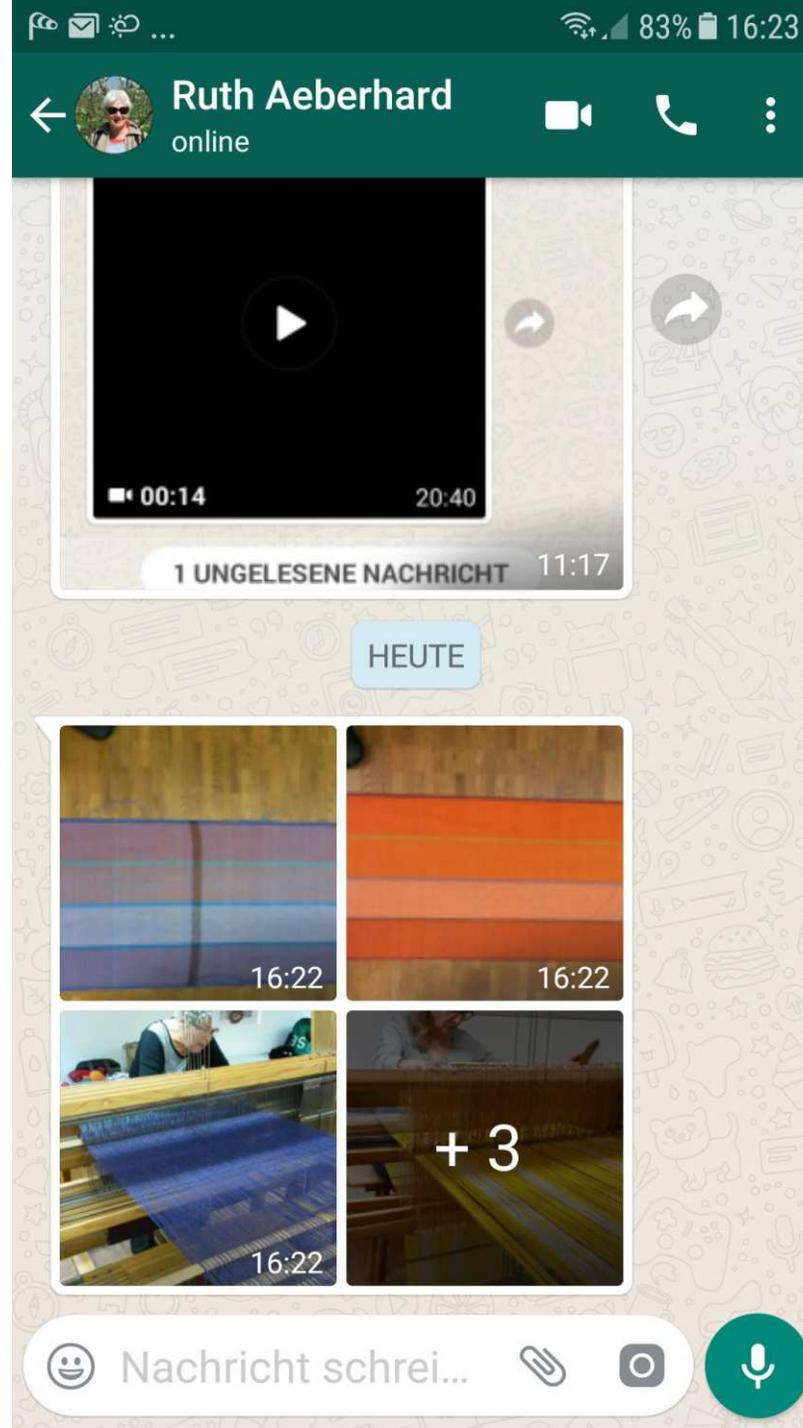 ... 83% 16:23
Ruth Aeberhard
online
00:14 20:40
1 UNGELESENE NACHRICHT 11:17
24
HEUTE
16:22 16:22
+ 3
16:22
Nachricht schrei...